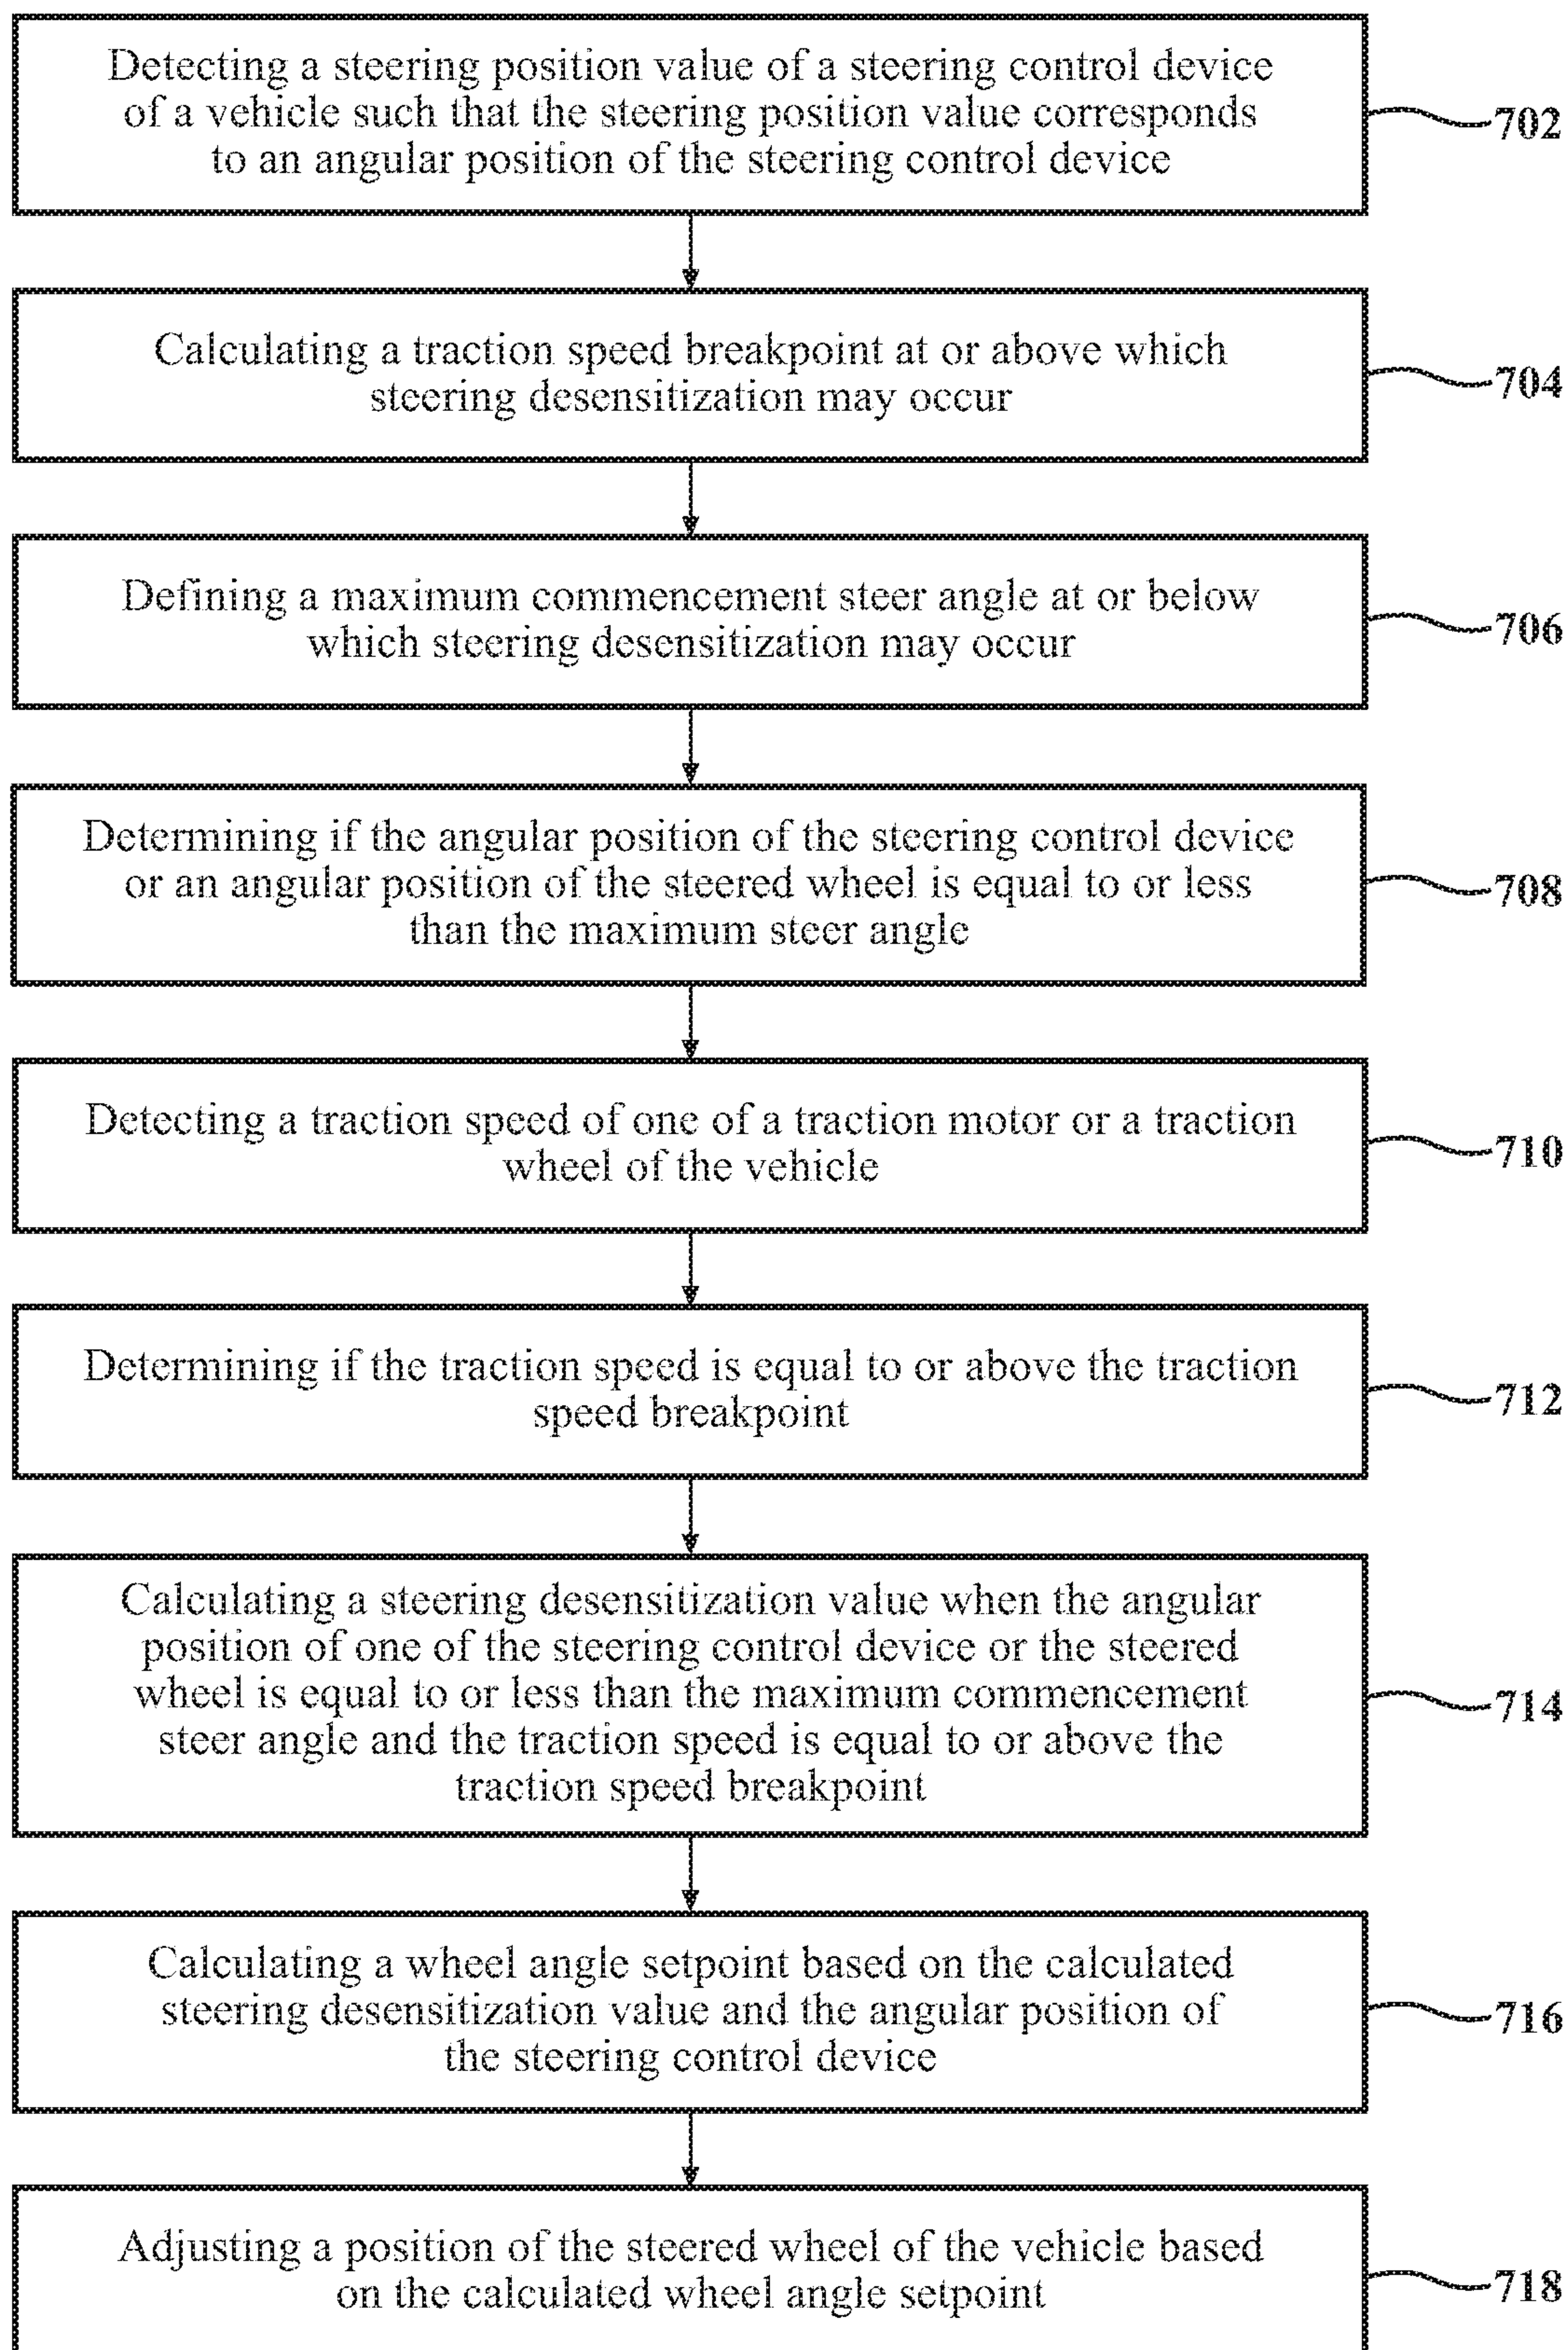 Detecting a steering position value of a steering control device
of a vehicle such that the steering position value corresponds
to an angular position of the steering control device
702
Calculating a traction speed breakpoint at or above which
steering desensitization may occur
704
Defining a maximum commencement steer angle at or below
which steering desensitization may occur
706
Determining if the angular position of the steering control device
or an angular position of the steered wheel is equal to or less
than the maximum steer angle
708
Detecting a traction speed of one of a traction motor or a traction
wheel of the vehicle
710
Determining if the traction speed is equal to or above the traction
speed breakpoint
712
Calculating a steering desensitization value when the angular
position of one of the steering control device or the steered
wheel is equal to or less than the maximum commencement
steer angle and the traction speed is equal to or above the
traction speed breakpoint
714
Calculating a wheel angle setpoint based on the calculated
steering desensitization value and the angular position of
the steering control device
716
Adjusting a position of the steered wheel of the vehicle based
on the calculated wheel angle setpoint
718